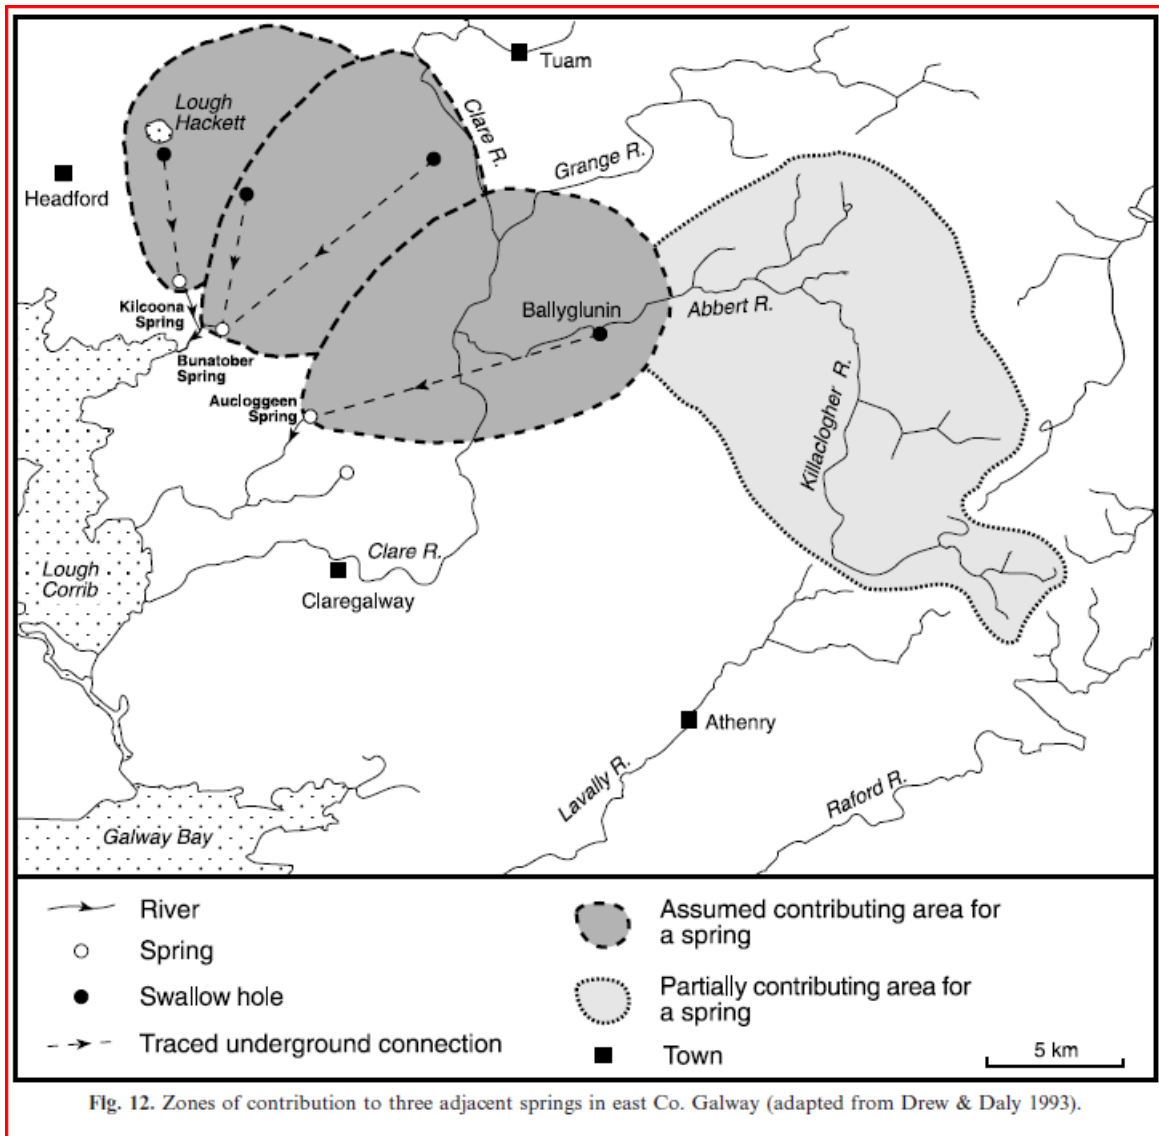 Tuam
Lough
Hackett
Clare R.
Grange R.
Headford
Kilcoona
Spring
Ballyglunin
Abbert R.
Bunatober
Spring
Aucloggeen
Spring
Killaclogher R.
Clare R.
Lough
Corrib
Claregalway
Athenry
Lavally R.
Raford R.
Galway Bay
River
Spring
Swallow hole
Traced underground connection
Assumed contributing area for
a spring
Partially contributing area for
a spring
Town
5 km
Fig. 12. Zones of contribution to three adjacent springs in east Co. Galway (adapted from Drew & Daly 1993).